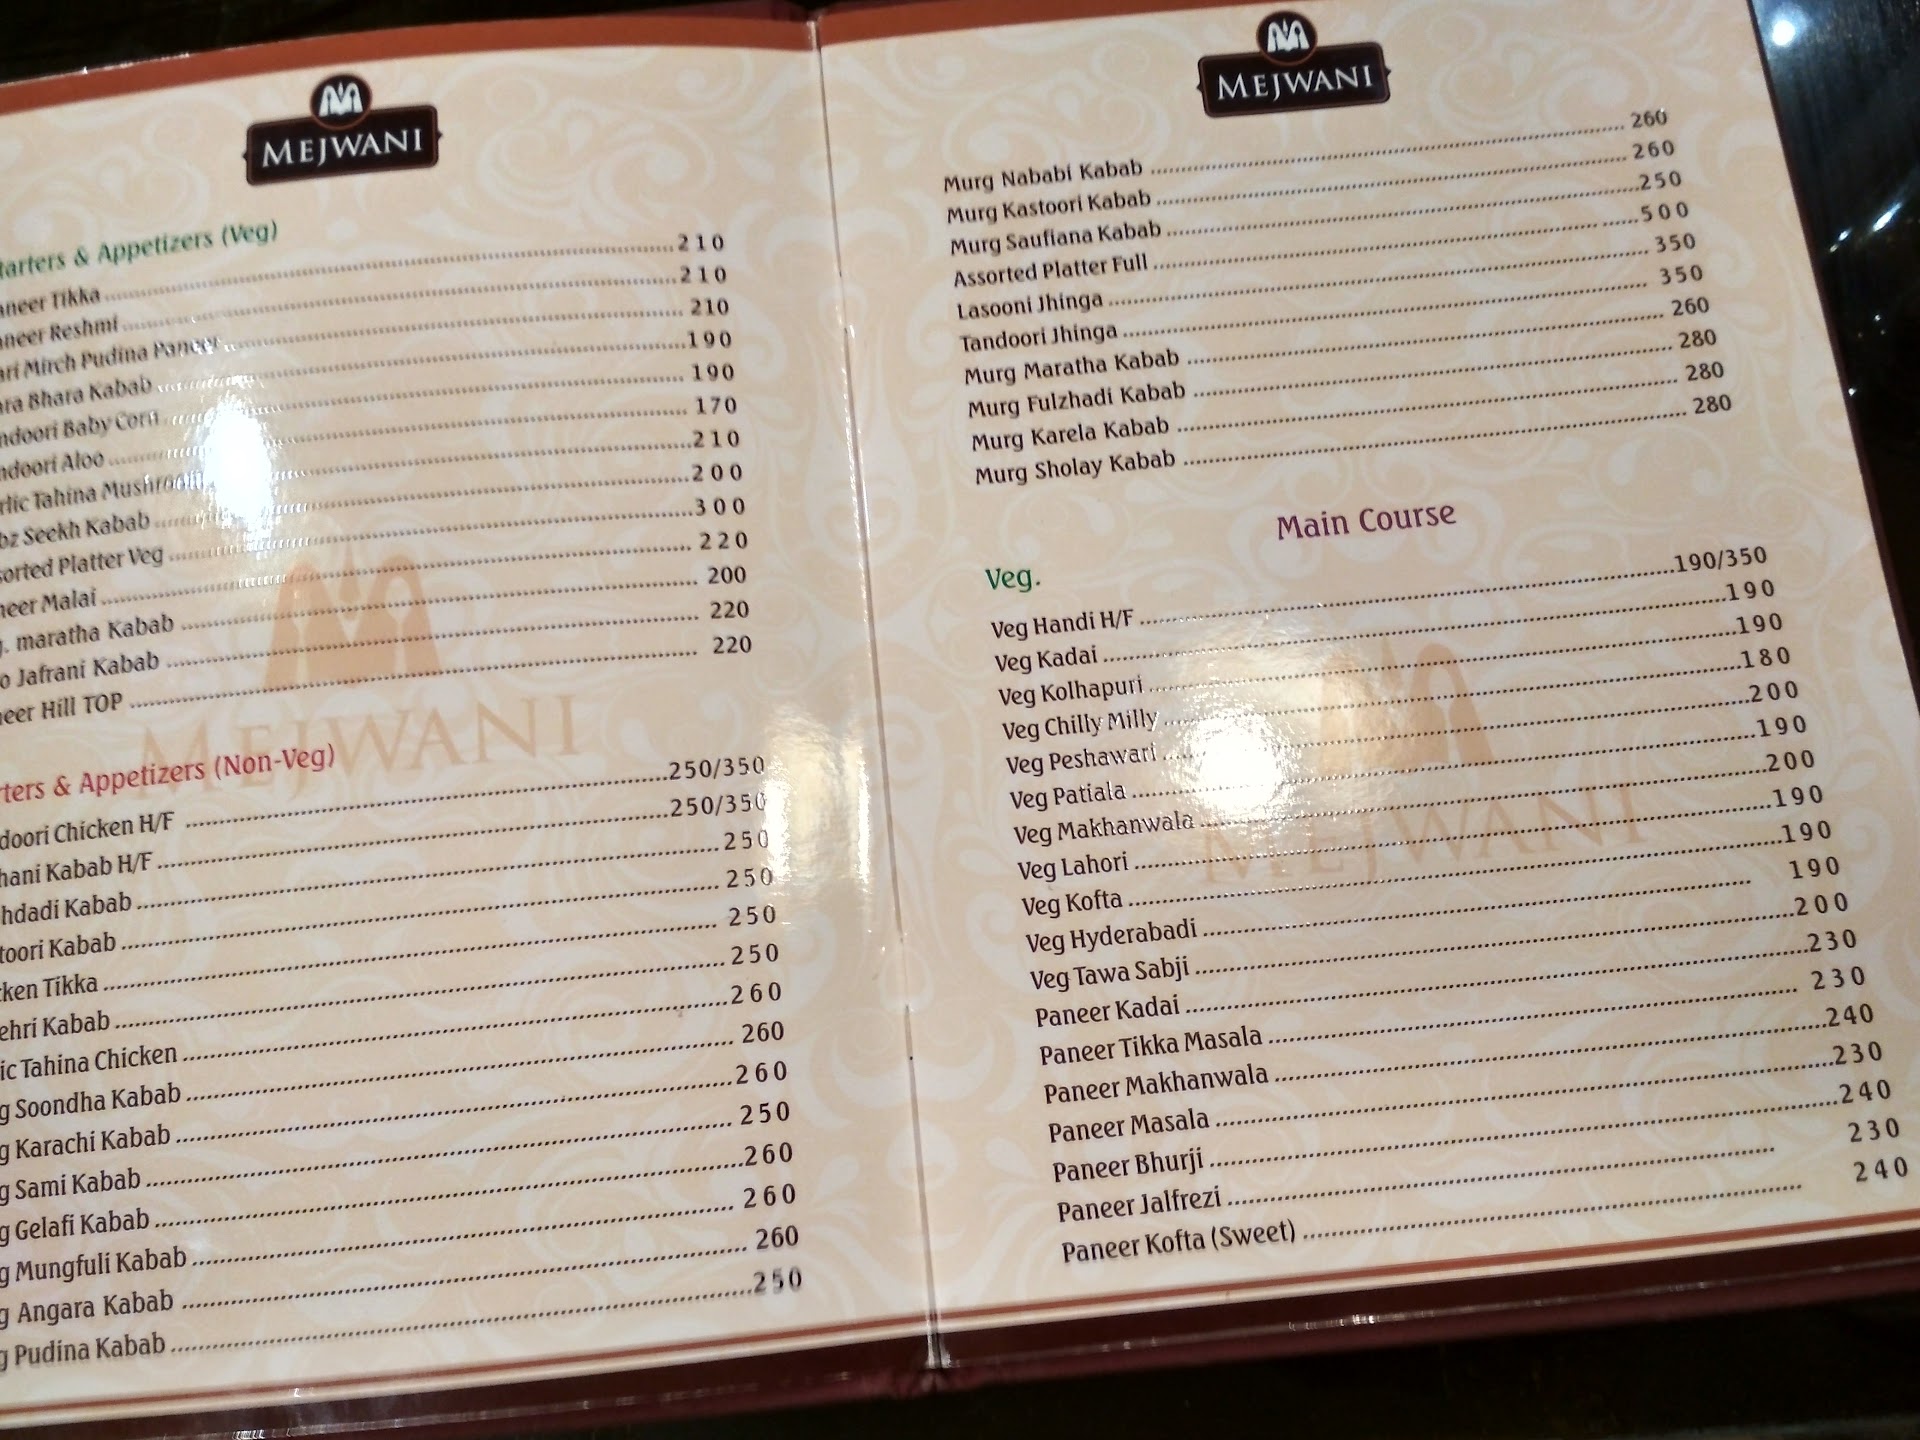 MEJWANI
tarters & Appetizers (Veg)
aneer Tikka 210
aneer Reshmi 210
ari Mirch Pudina Paneer 210
ara Bhara Kabab 190
ndoori Baby Corn 190
ndoori Aloo 170
rlic Tahina Mushroom 210
bz Seekh Kabab 200
sorted Platter Veg 300
neer Malai 220
g. maratha Kabab 200
o Jafrani Kabab 220
neer Hill TOP 220
rters & Appetizers (Non-Veg)
doori Chicken H/F 250/350
hani Kabab H/F 250/350
hdadi Kabab 250
toori Kabab 250
cken Tikka 250
ehri Kabab 250
ic Tahina Chicken 260
g Soondha Kabab 260
g Karachi Kabab 260
g Sami Kabab 250
g Gelafi Kabab 260
g Mungfuli Kabab 260
g Angara Kabab 260
g Pudina Kabab 250
MEJWANI
MEJWANI
Murg Nababi Kabab 260
Murg Kastoori Kabab 260
Murg Saufiana Kabab 250
Assorted Platter Full 500
Lasooni Jhinga 350
Tandoori Jhinga 350
Murg Maratha Kabab 260
Murg Fulzhadi Kabab 280
Murg Karela Kabab 280
Murg Sholay Kabab 280
Main Course
Veg.
Veg Handi H/F 190/350
Veg Kadai 190
Veg Kolhapuri 190
Veg Chilly Milly 180
Veg Peshawari 200
Veg Patiala 190
Veg Makhanwala 200
Veg Lahori 190
Veg Kofta 190
Veg Hyderabadi 190
Veg Tawa Sabji 200
Paneer Kadai 230
Paneer Tikka Masala 230
Paneer Makhanwala 240
Paneer Masala 230
Paneer Bhurji 240
Paneer Jalfrezi 230
Paneer Kofta (Sweet) 240
MEJWANI